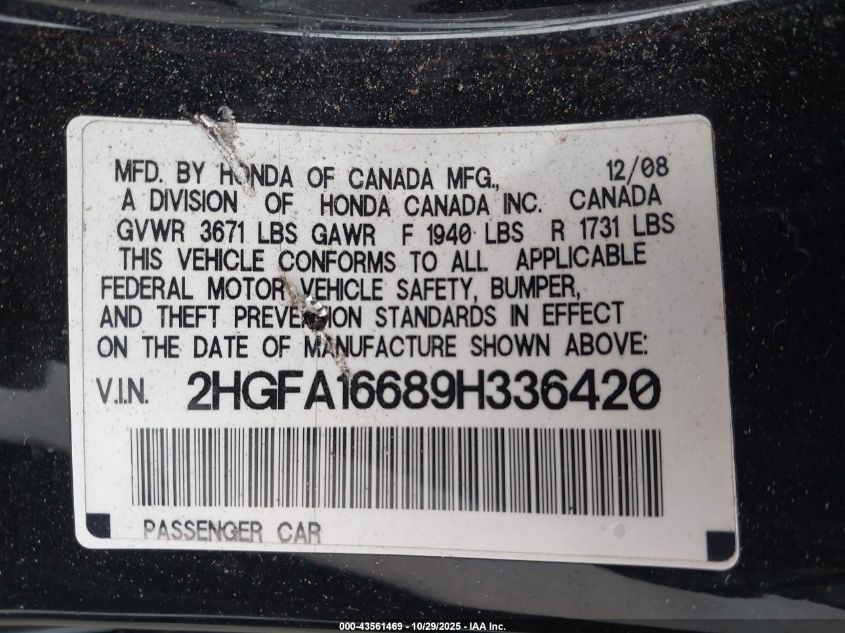 MFD. BY HONDA OF CANADA MFG., 12/08
A DIVISION OF HONDA CANADA INC. CANADA
GVWR 3671 LBS GAWR F 1940 LBS R 1731 LBS
THIS VEHICLE CONFORMS TO ALL APPLICABLE
FEDERAL MOTOR VEHICLE SAFETY, BUMPER,
AND THEFT PREVENTION STANDARDS IN EFFECT
ON THE DATE OF MANUFACTURE SHOWN ABOVE:
V.I.N. 2HGFA16689H336420
PASSENGER CAR
000-43561469 - 10/29/2025 - IAA Inc.